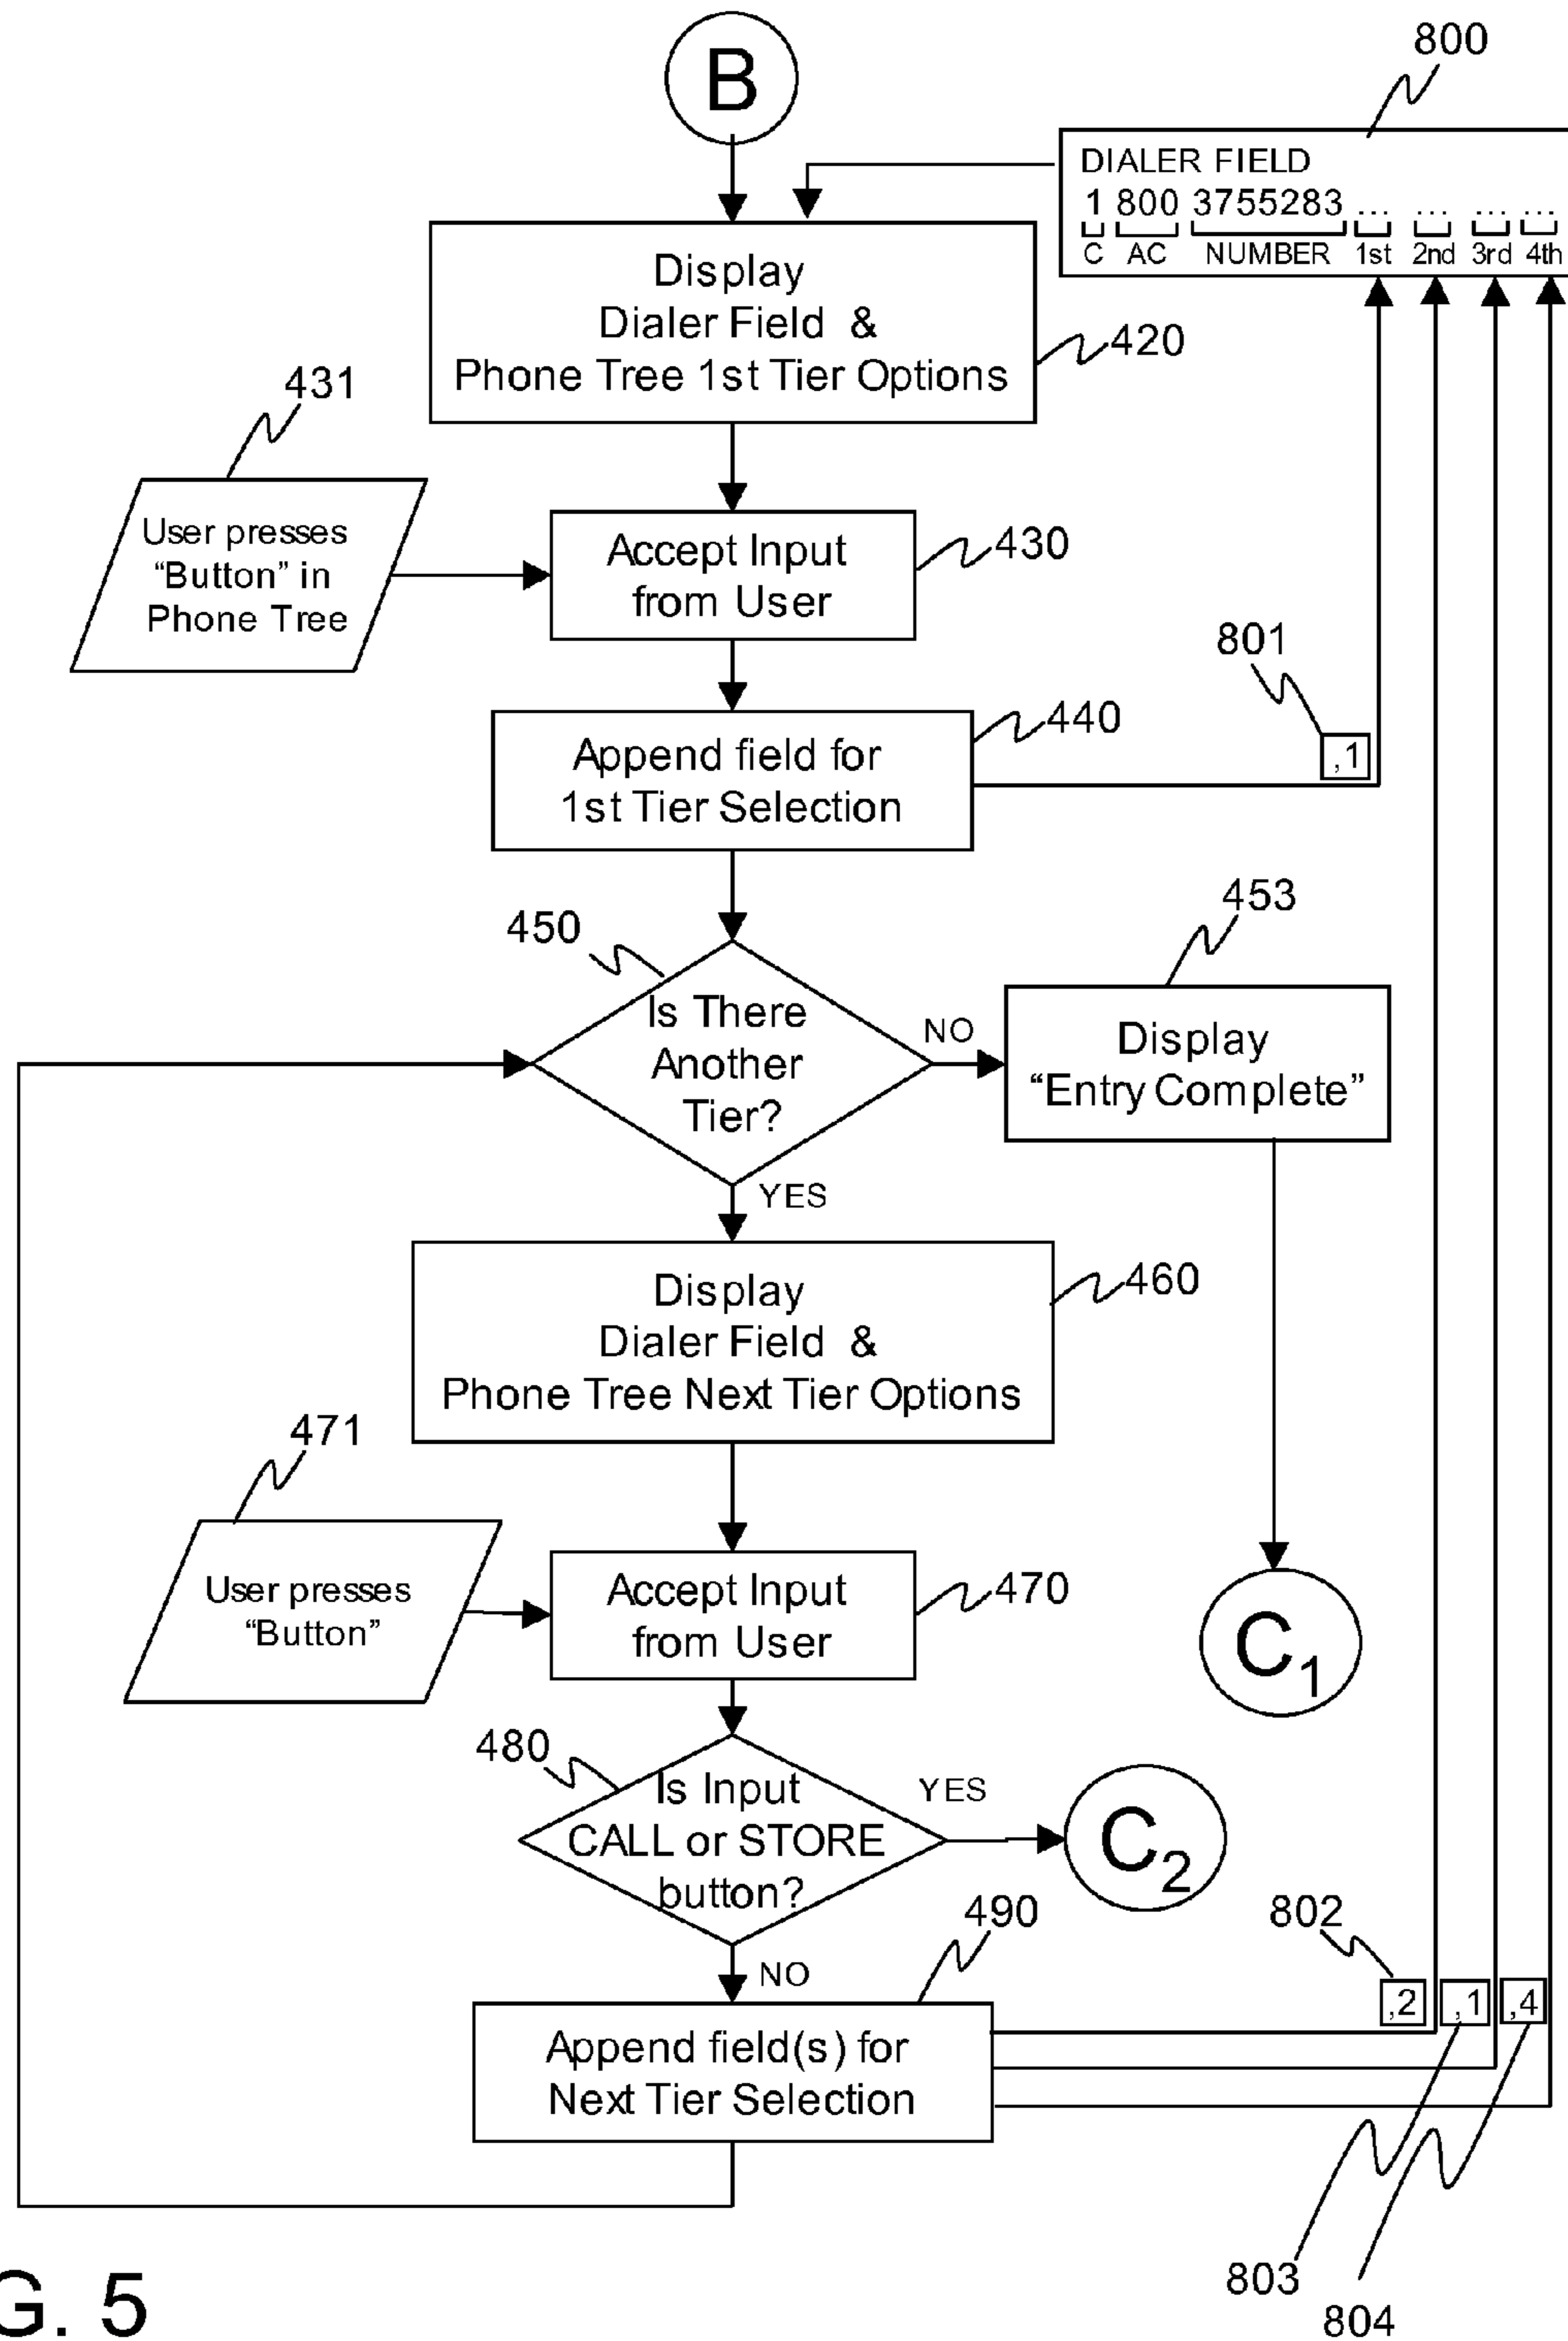 B
800
DIALER FIELD
1 800 3755283 ... ... ... ...
C AC NUMBER 1st 2nd 3rd 4th
Display
Dialer Field &
Phone Tree 1st Tier Options
420
431
User presses
“Button” in
Phone Tree
Accept Input
from User
430
801
,1
Append field for
1st Tier Selection
440
450
Is There
Another
Tier?
NO
453
Display
“Entry Complete”
YES
Display
Dialer Field &
Phone Tree Next Tier Options
460
471
User presses
“Button”
Accept Input
from User
470
C1
480
Is Input
CALL or STORE
button?
YES
C2
NO
490
802
,2 ,1 ,4
Append field(s) for
Next Tier Selection
803
804
G. 5